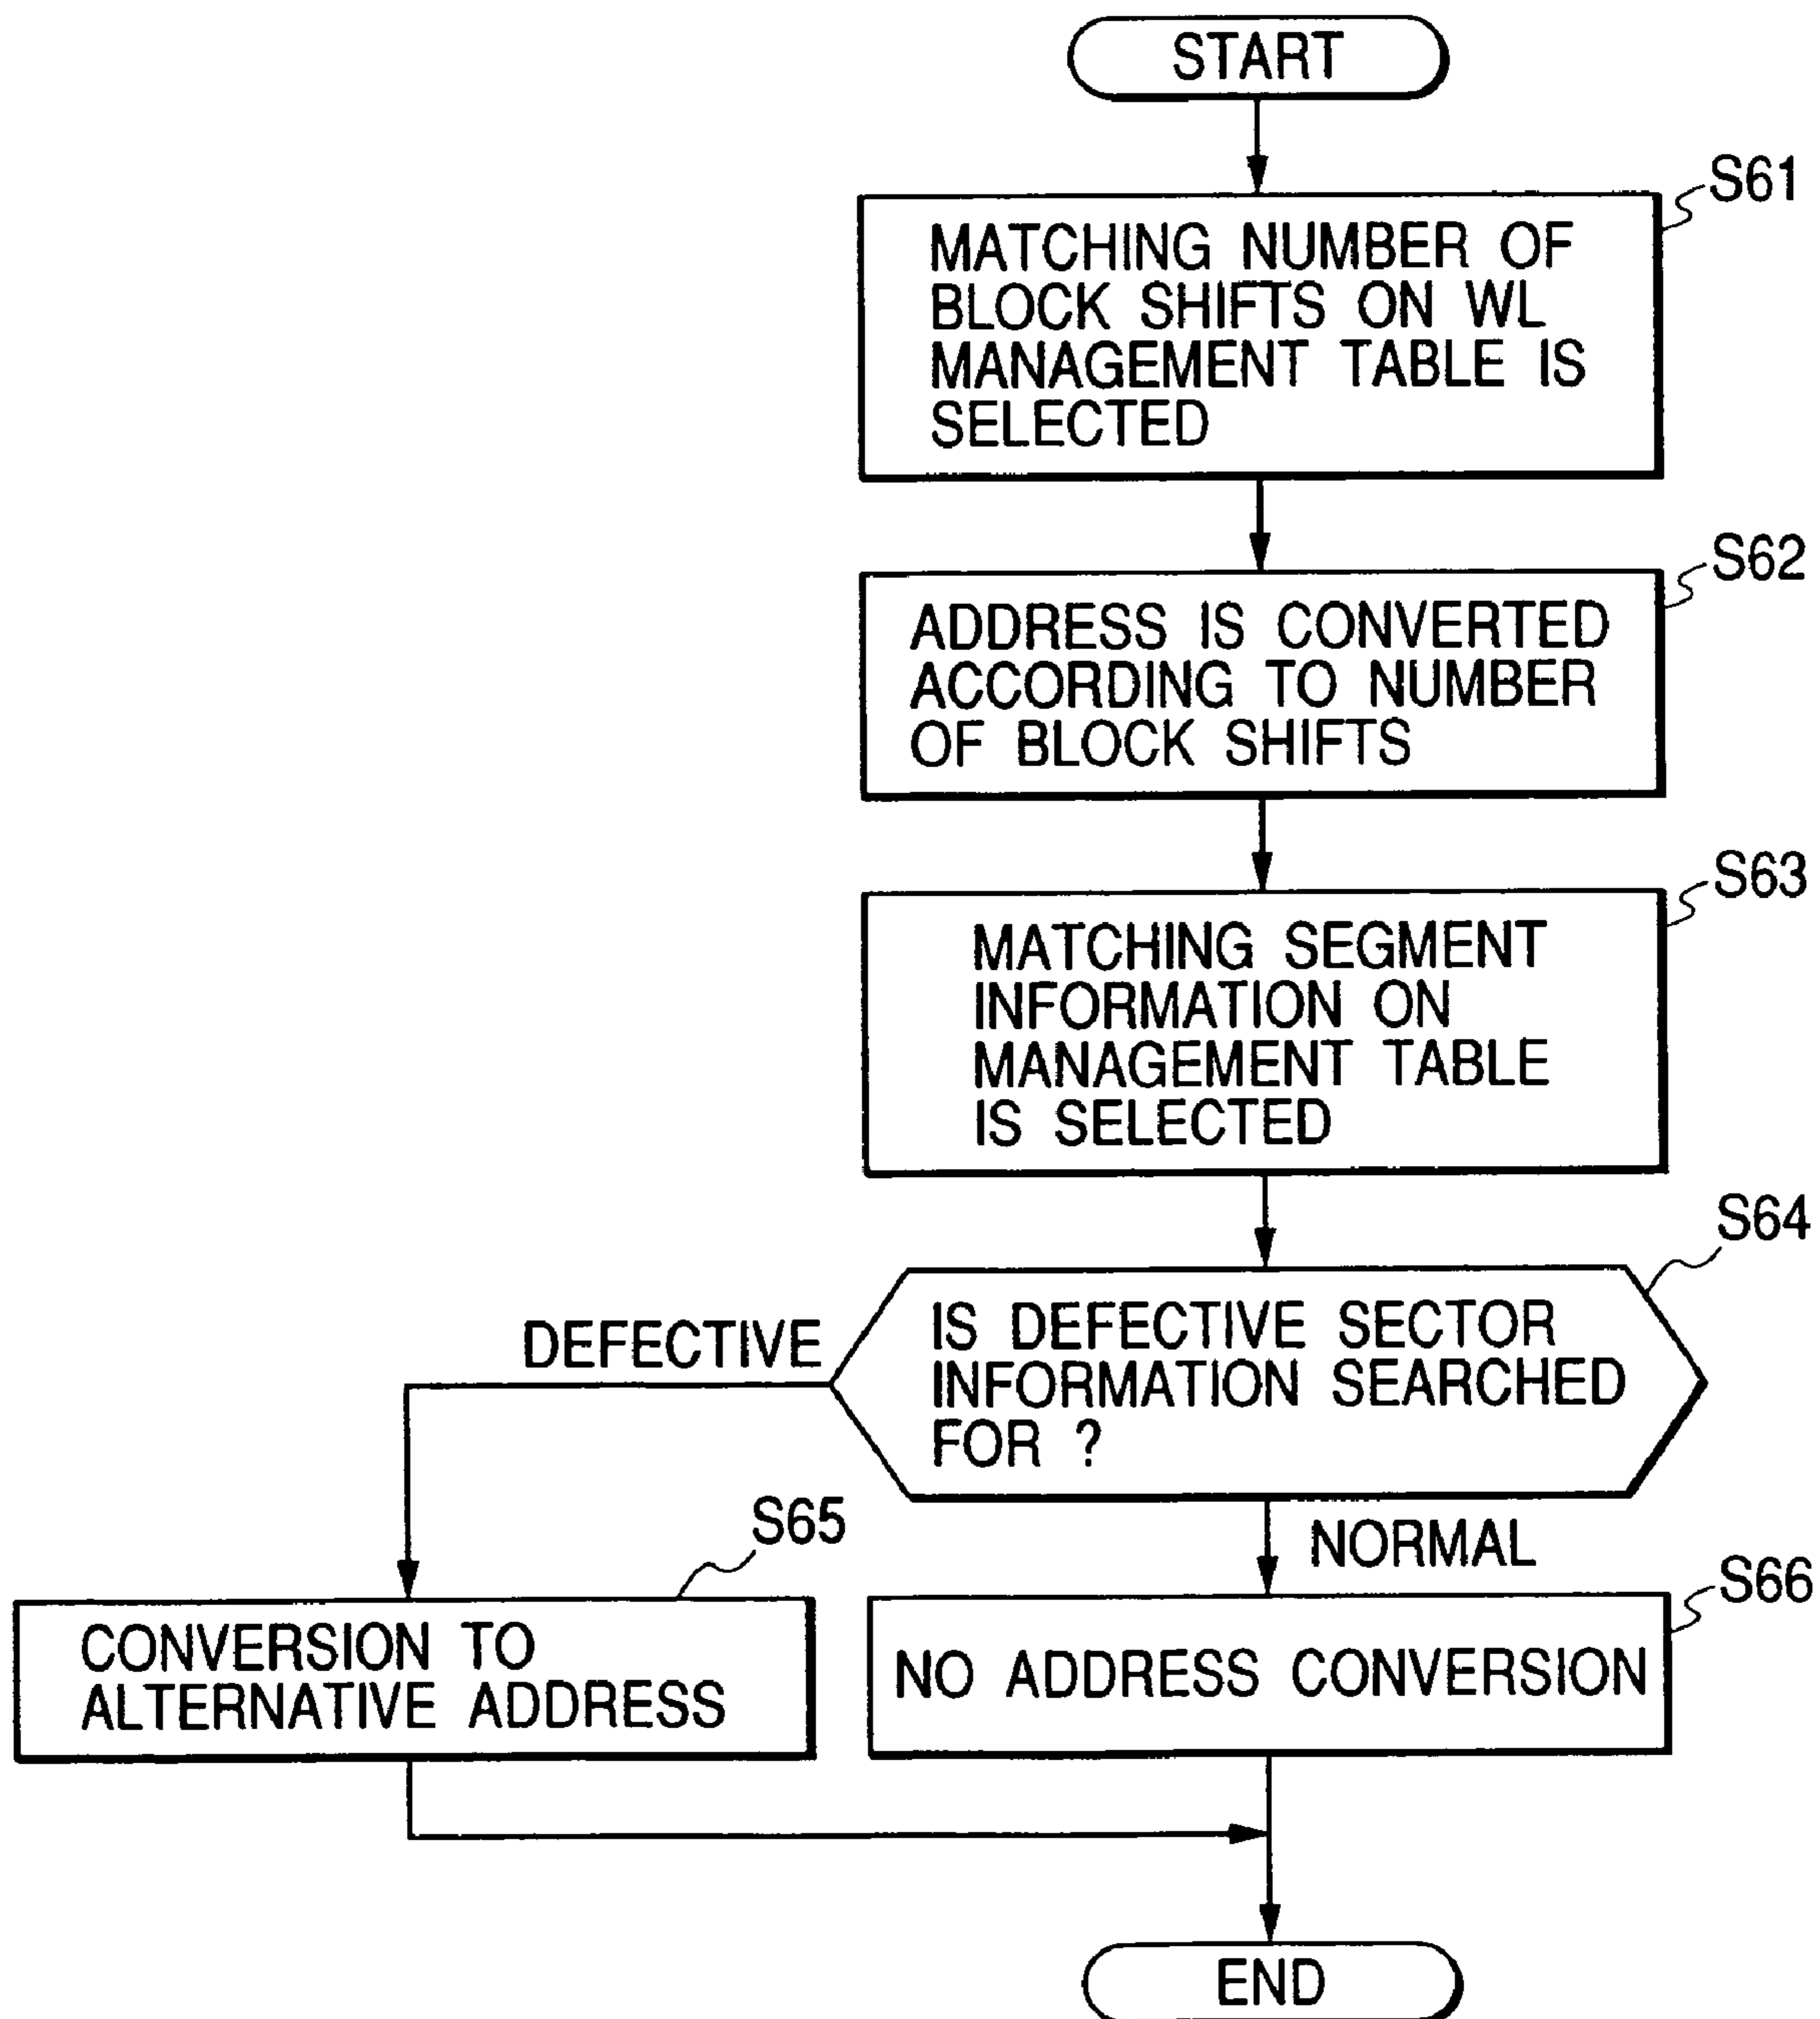 START
S61
MATCHING NUMBER OF
BLOCK SHIFTS ON WL
MANAGEMENT TABLE IS
SELECTED
S62
ADDRESS IS CONVERTED
ACCORDING TO NUMBER
OF BLOCK SHIFTS
S63
MATCHING SEGMENT
INFORMATION ON
MANAGEMENT TABLE
IS SELECTED
S64
IS DEFECTIVE SECTOR
INFORMATION SEARCHED
FOR ?
DEFECTIVE
NORMAL
S65
CONVERSION TO
ALTERNATIVE ADDRESS
S66
NO ADDRESS CONVERSION
END